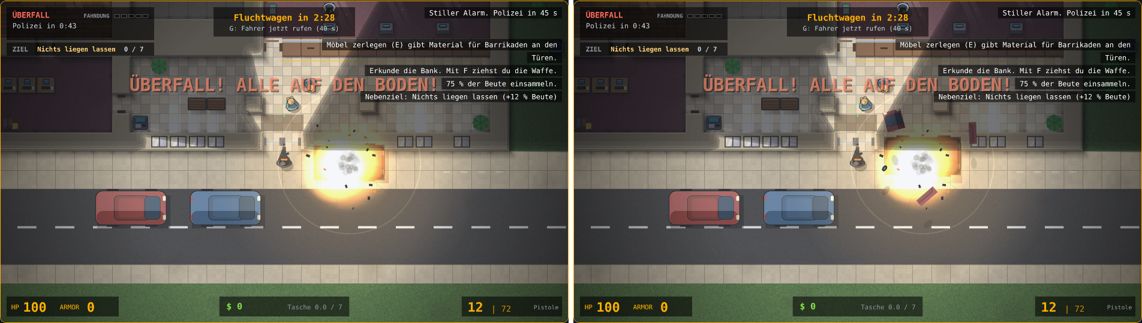 ÜBERFALL
FAHNDUNG
Polizei in 0:43
ZIEL Nichts liegen lassen 0 / 7
Fluchtwagen in 2:28
G: Fahrer jetzt rufen (40 s)
Stiller Alarm. Polizei in 45 s
Möbel zerlegen (E) gibt Material für Barrikaden an den
Türen.
Erkunde die Bank. Mit F ziehst du die Waffe.
ÜBERFALL! ALLE AUF DEN BODEN!
75 % der Beute einsammeln.
Nebenziel: Nichts liegen lassen (+12 % Beute)
HP 100 ARMOR 0
$ 0 Tasche 0.0 / 7
12 | 72 Pistole
ÜBERFALL
FAHNDUNG
Polizei in 0:43
ZIEL Nichts liegen lassen 0 / 7
Fluchtwagen in 2:28
G: Fahrer jetzt rufen (40 s)
Stiller Alarm. Polizei in 45 s
Möbel zerlegen (E) gibt Material für Barrikaden an den
Türen.
Erkunde die Bank. Mit F ziehst du die Waffe.
ÜBERFALL! ALLE AUF DEN BODEN!
75 % der Beute einsammeln.
Nebenziel: Nichts liegen lassen (+12 % Beute)
HP 100 ARMOR 0
$ 0 Tasche 0.0 / 7
12 | 72 Pistole